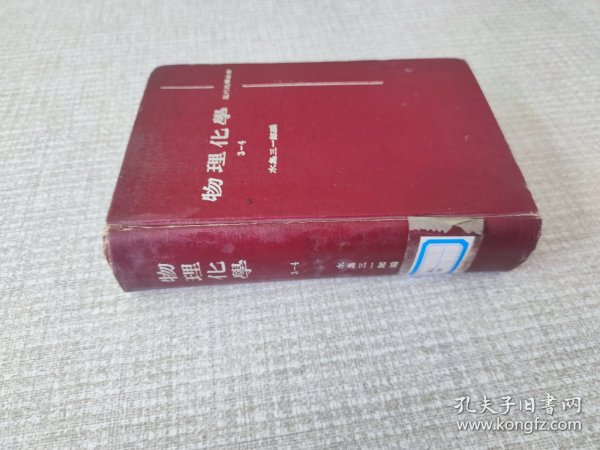 物理化學
3-4
水島三一郎編
物理化學
3-4
水島三一郎編
孔夫子旧书网
www.kongfz.com